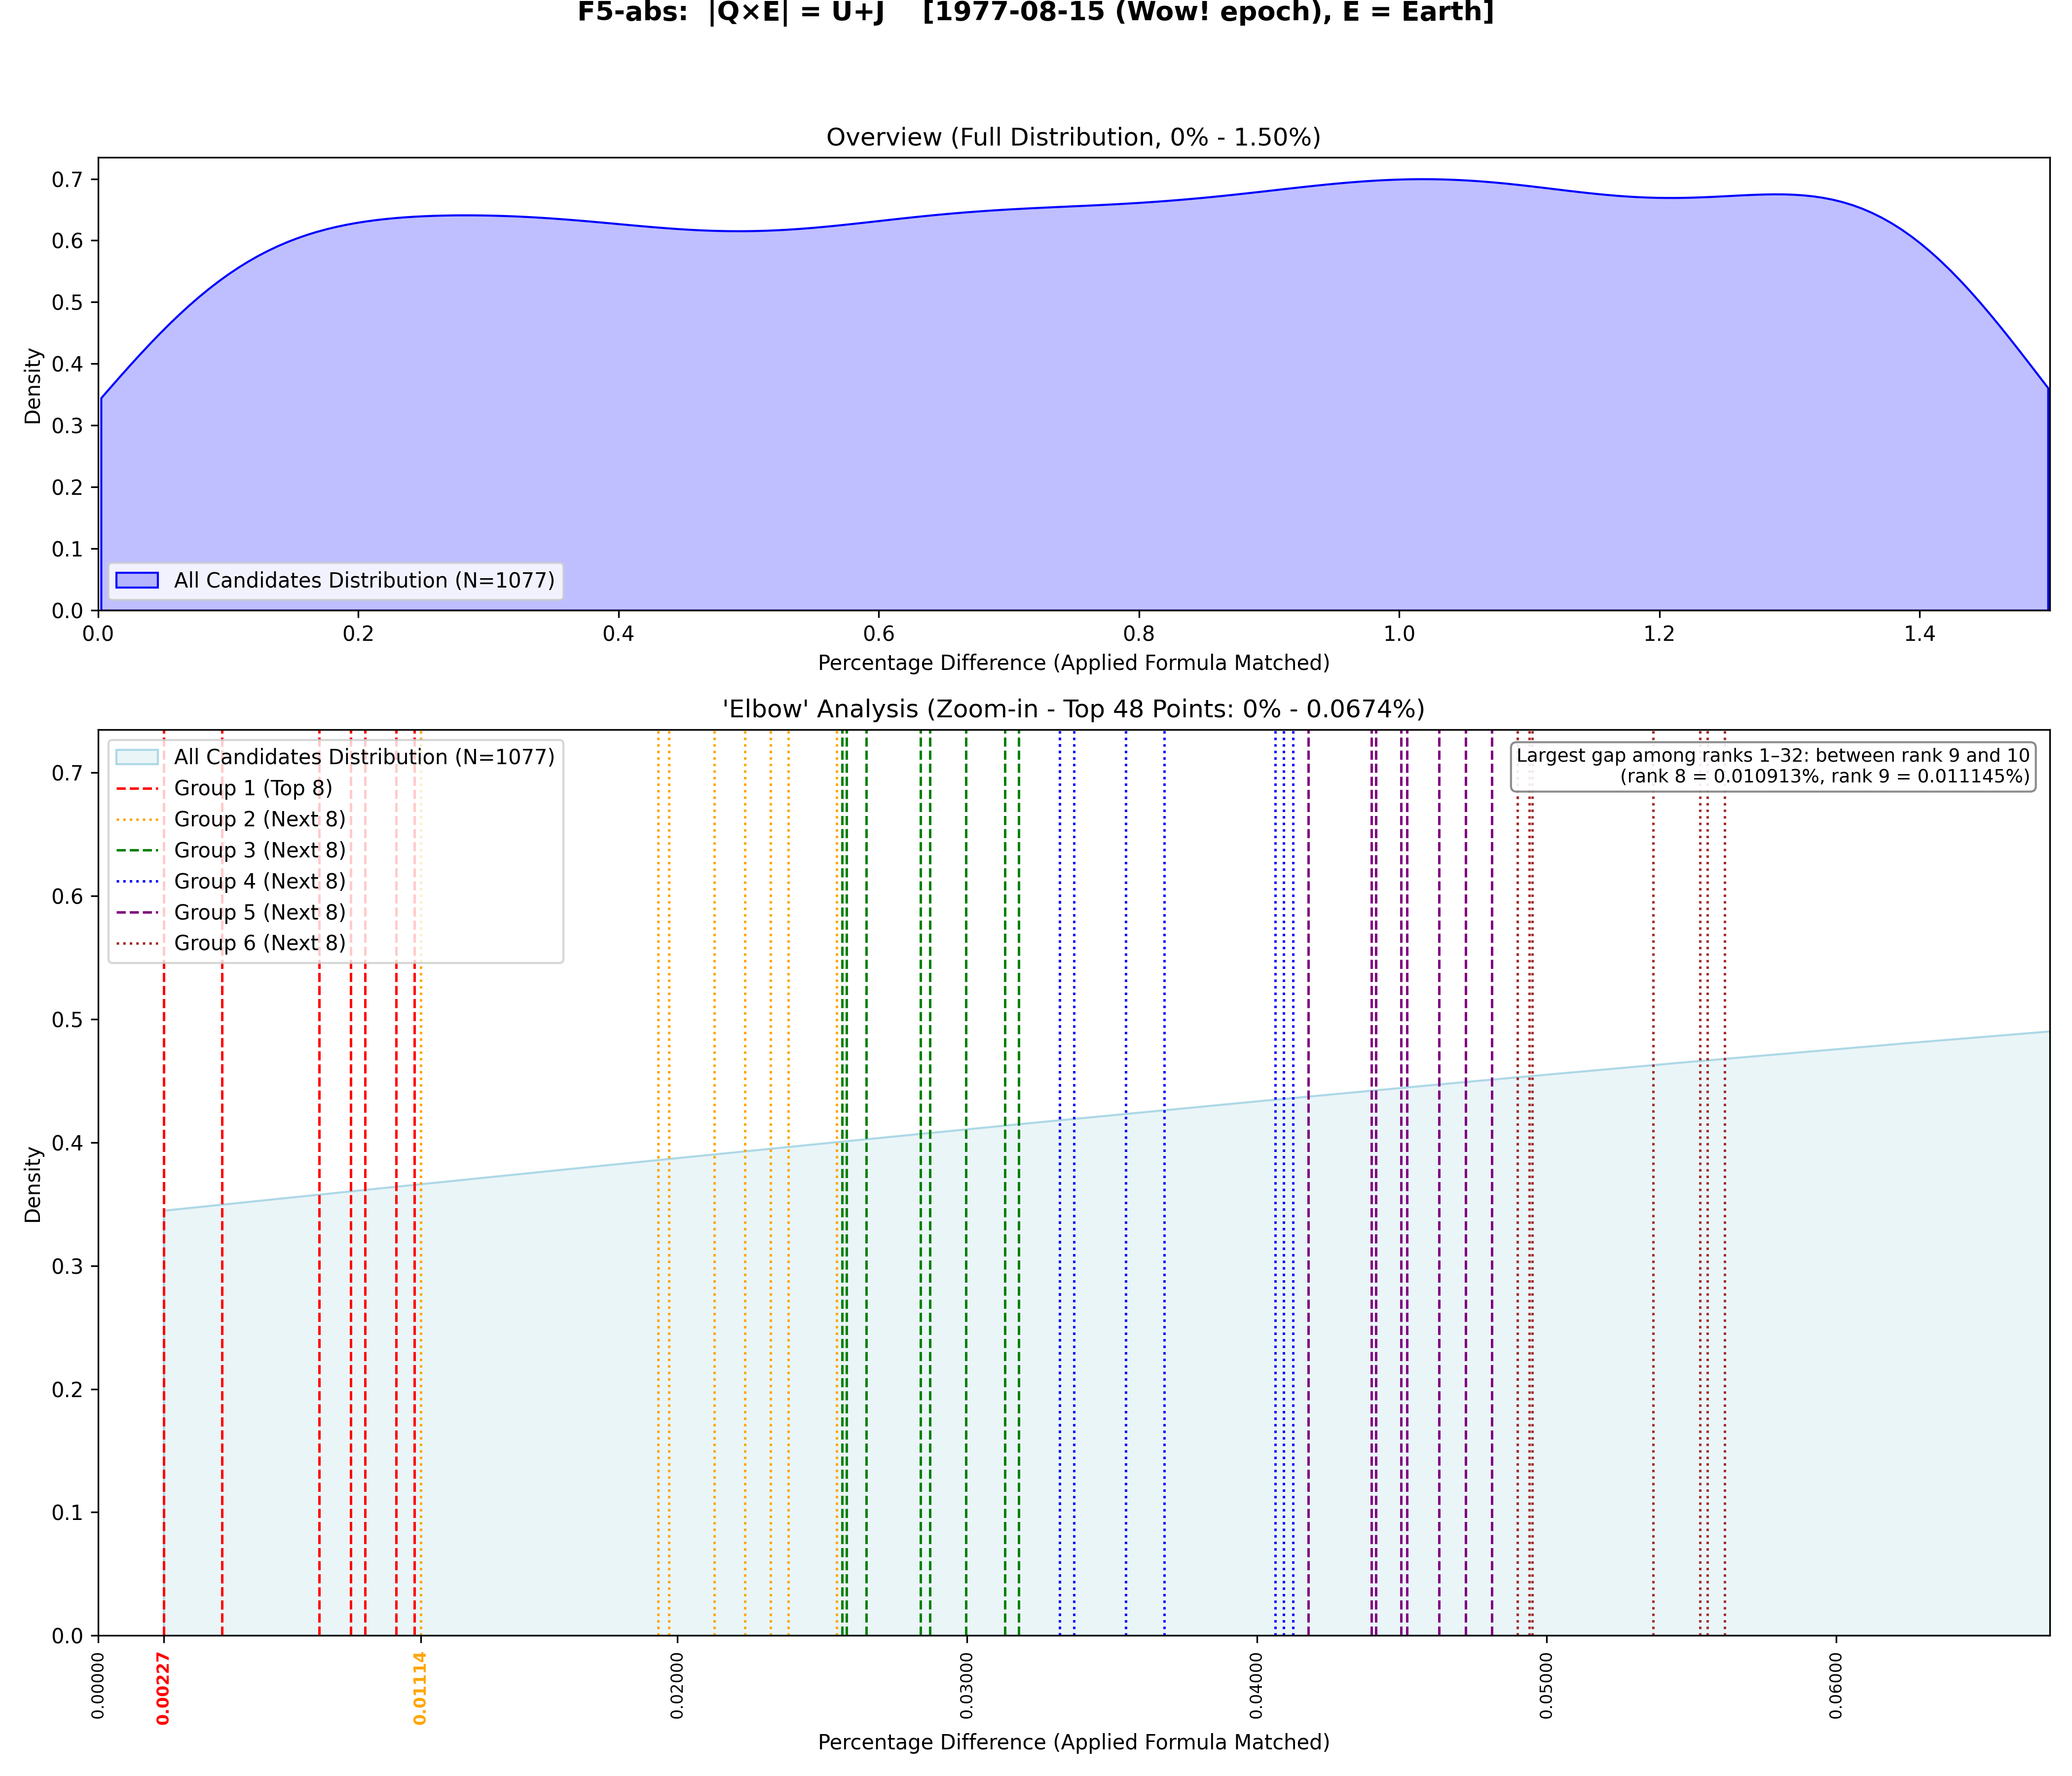 F5-abs:  |Q×E| = U+J    [1977-08-15 (Wow! epoch), E = Earth]
Overview (Full Distribution, 0% - 1.50%)
Density
0.7
0.6
0.5
0.4
0.3
0.2
0.1
0.0
All Candidates Distribution (N=1077)
0.0 0.2 0.4 0.6 0.8 1.0 1.2 1.4
Percentage Difference (Applied Formula Matched)
'Elbow' Analysis (Zoom-in - Top 48 Points: 0% - 0.0674%)
Density
0.7
0.6
0.5
0.4
0.3
0.2
0.1
0.0
All Candidates Distribution (N=1077)
Group 1 (Top 8)
Group 2 (Next 8)
Group 3 (Next 8)
Group 4 (Next 8)
Group 5 (Next 8)
Group 6 (Next 8)
Largest gap among ranks 1–32: between rank 9 and 10
(rank 8 = 0.010913%, rank 9 = 0.011145%)
0.00000 0.00227 0.01114 0.02000 0.03000 0.04000 0.05000 0.06000
Percentage Difference (Applied Formula Matched)